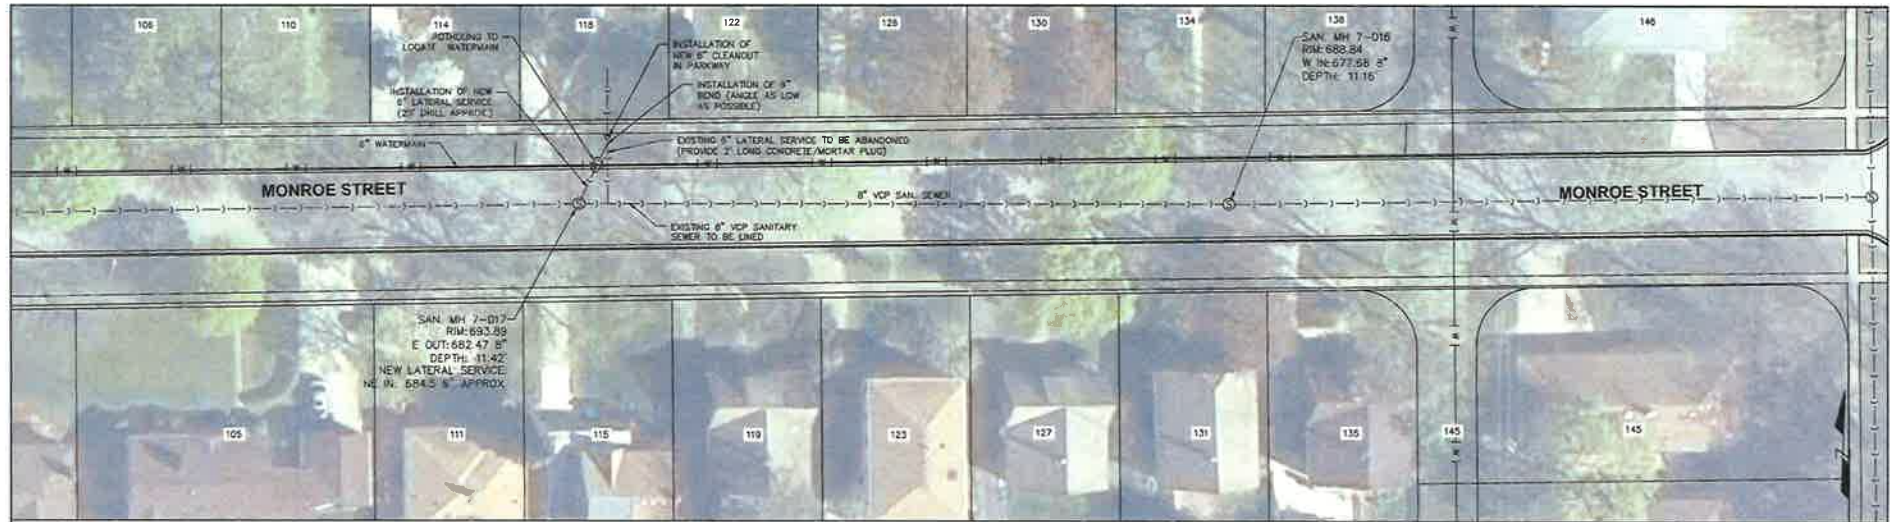 106
110
114
118
122
126
130
134
138
146
POTHOLING TO
LOCATE WATERMAIN
INSTALLATION OF
NEW 6" CLEANOUT
IN PARKWAY
SAN. MH 7-016
RIM: 688.84
W IN: 677.68 8"
DEPTH: 11.16'
INSTALLATION OF NEW
6" LATERAL SERVICE
(25' DRILL APPROX.)
INSTALLATION OF 6"
BEND (ANGLE AS LOW
AS POSSIBLE)
8" WATERMAIN
EXISTING 6" LATERAL SERVICE TO BE ABANDONED
(PROVIDE 2' LONG CONCRETE/MORTAR PLUG)
MONROE STREET
8" VCP SAN. SEWER
MONROE STREET
EXISTING 8" VCP SANITARY
SEWER TO BE LINED
SAN. MH 7-017
RIM: 693.89
E OUT: 682.47 8"
DEPTH: 11.42'
NEW LATERAL SERVICE:
NE IN: 684.5 6" APPROX
105
111
115
119
123
127
131
135
145
145